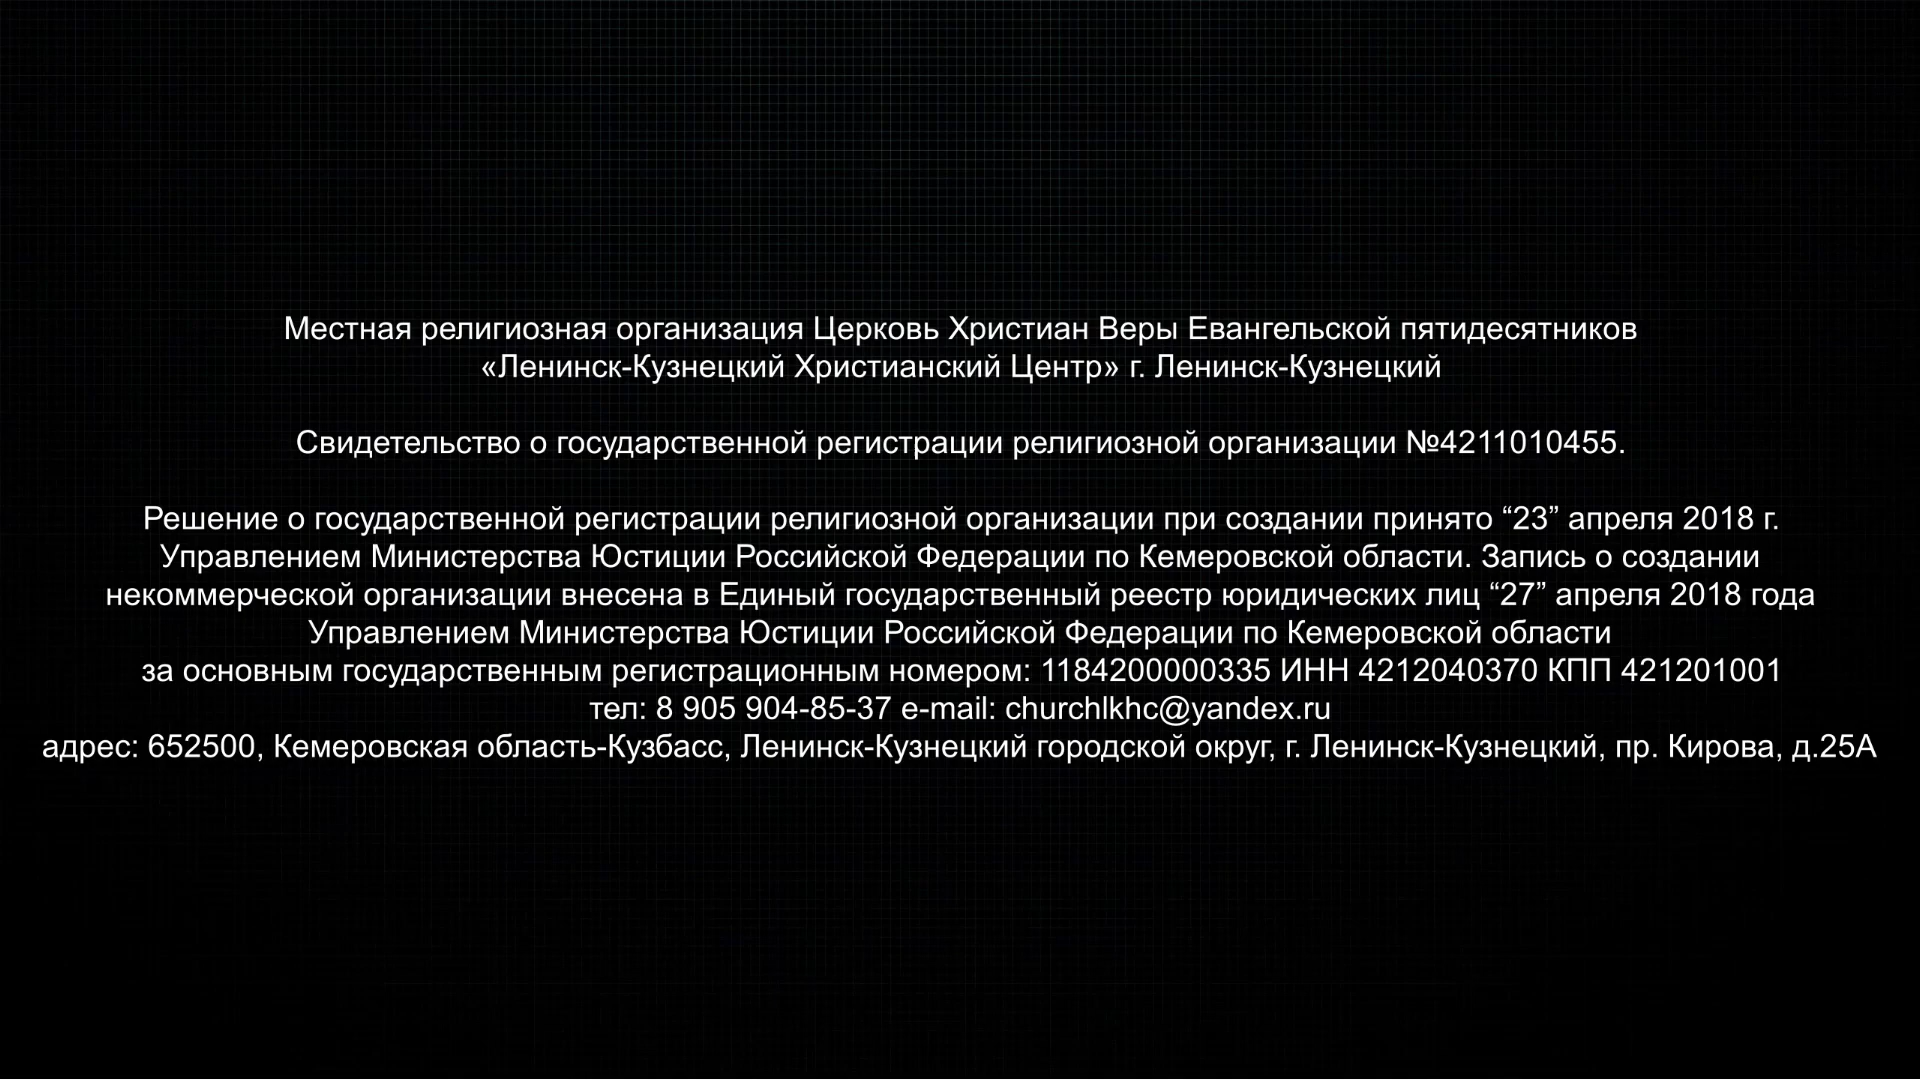 Местная религиозная организация Церковь Христиан Веры Евангельской пятидесятников
«Ленинск-Кузнецкий Христианский Центр» г. Ленинск-Кузнецкий
Свидетельство о государственной регистрации религиозной организации №4211010455.
Решение о государственной регистрации религиозной организации при создании принято “23” апреля 2018 г.
Управлением Министерства Юстиции Российской Федерации по Кемеровской области. Запись о создании
некоммерческой организации внесена в Единый государственный реестр юридических лиц “27” апреля 2018 года
Управлением Министерства Юстиции Российской Федерации по Кемеровской области
за основным государственным регистрационным номером: 1184200000335 ИНН 4212040370 КПП 421201001
тел: 8 905 904-85-37 e-mail: churchlkhc@yandex.ru
адрес: 652500, Кемеровская область-Кузбасс, Ленинск-Кузнецкий городской округ, г. Ленинск-Кузнецкий, пр. Кирова, д.25А